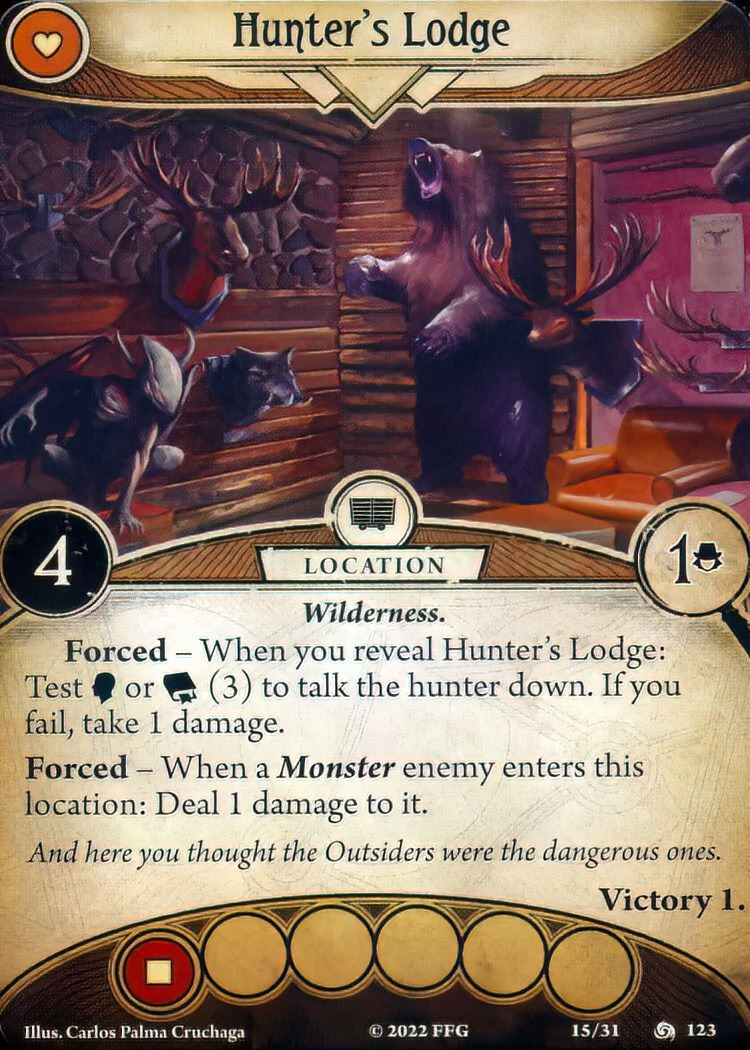 Hunter's Lodge
4
1
LOCATION
Wilderness.
Forced – When you reveal Hunter's Lodge:
Test or (3) to talk the hunter down. If you
fail, take 1 damage.
Forced – When a Monster enemy enters this
location: Deal 1 damage to it.
And here you thought the Outsiders were the dangerous ones.
Victory 1.
Illus. Carlos Palma Cruchaga © 2022 FFG 15/31 123